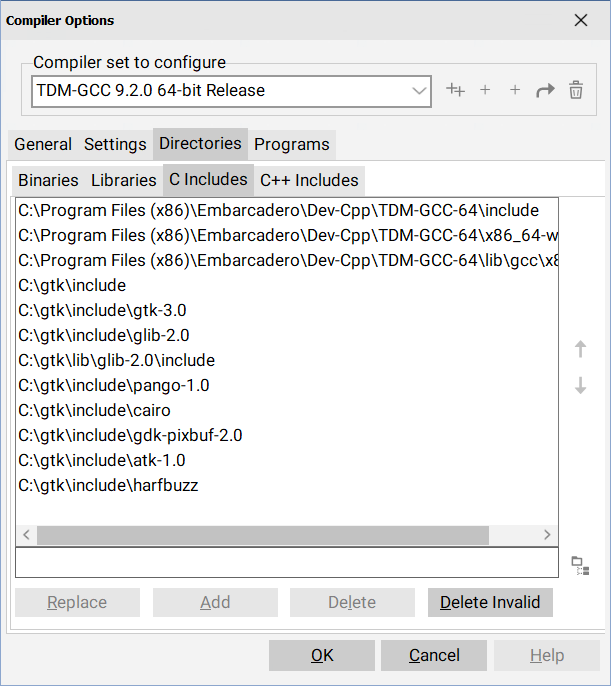 Compiler Options
Compiler set to configure
TDM-GCC 9.2.0 64-bit Release
General Settings Directories Programs
Binaries Libraries C Includes C++ Includes
C:\Program Files (x86)\Embarcadero\Dev-Cpp\TDM-GCC-64\include
C:\Program Files (x86)\Embarcadero\Dev-Cpp\TDM-GCC-64\x86_64-w
C:\Program Files (x86)\Embarcadero\Dev-Cpp\TDM-GCC-64\lib\gcc\x8
C:\gtk\include
C:\gtk\include\gtk-3.0
C:\gtk\include\glib-2.0
C:\gtk\lib\glib-2.0\include
C:\gtk\include\pango-1.0
C:\gtk\include\cairo
C:\gtk\include\gdk-pixbuf-2.0
C:\gtk\include\atk-1.0
C:\gtk\include\harfbuzz
Replace Add Delete Delete Invalid
OK Cancel Help